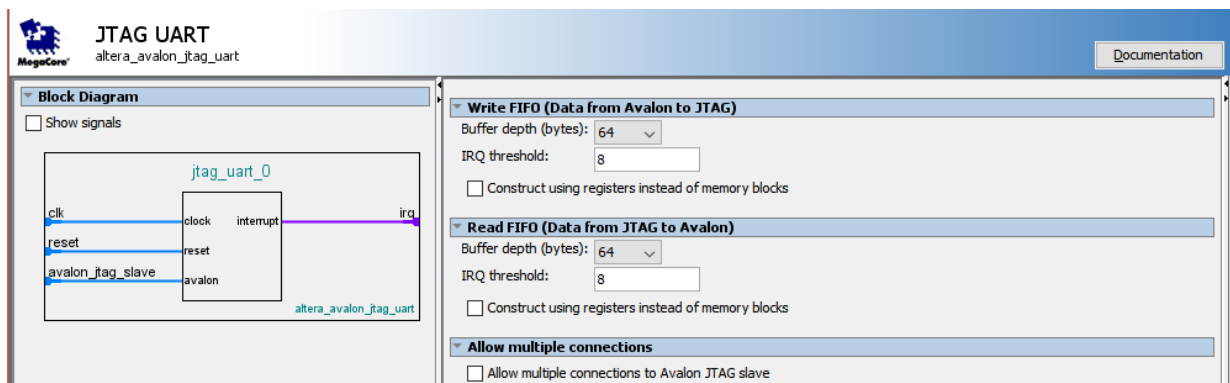 JTAG UART
MegaCore®
altera_avalon_jtag_uart
Documentation
Block Diagram
Show signals
jtag_uart_0
clk
clock
interrupt
irq
reset
reset
avalon_jtag_slave
avalon
altera_avalon_jtag_uart
Write FIFO (Data from Avalon to JTAG)
Buffer depth (bytes): 64
IRQ threshold: 8
Construct using registers instead of memory blocks
Read FIFO (Data from JTAG to Avalon)
Buffer depth (bytes): 64
IRQ threshold: 8
Construct using registers instead of memory blocks
Allow multiple connections
Allow multiple connections to Avalon JTAG slave